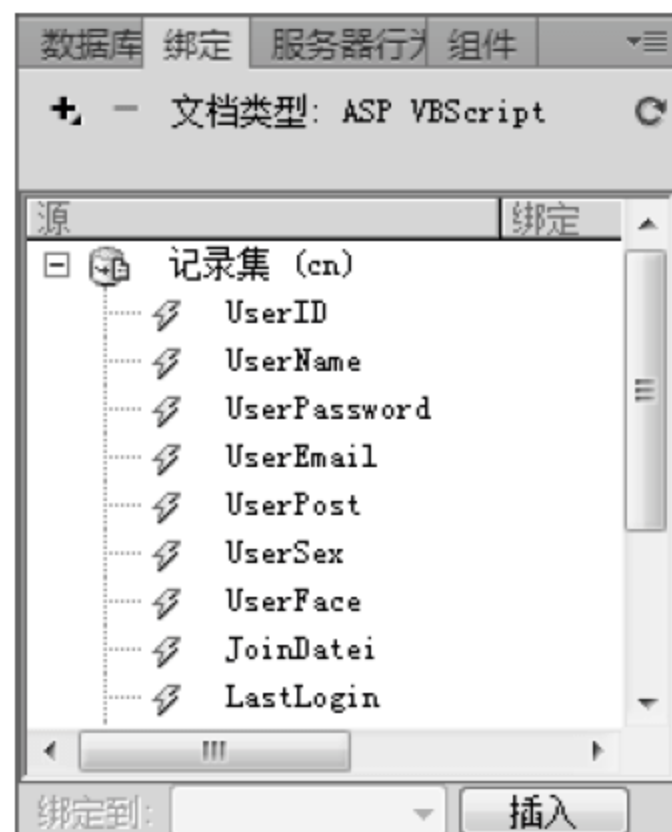 数据库 绑定 服务器行为 组件
文档类型: ASP VBScript
源 绑定
记录集 (cn)
UserID
UserName
UserPassword
UserEmail
UserPost
UserSex
UserFace
JoinDatei
LastLogin
绑定到: 插入